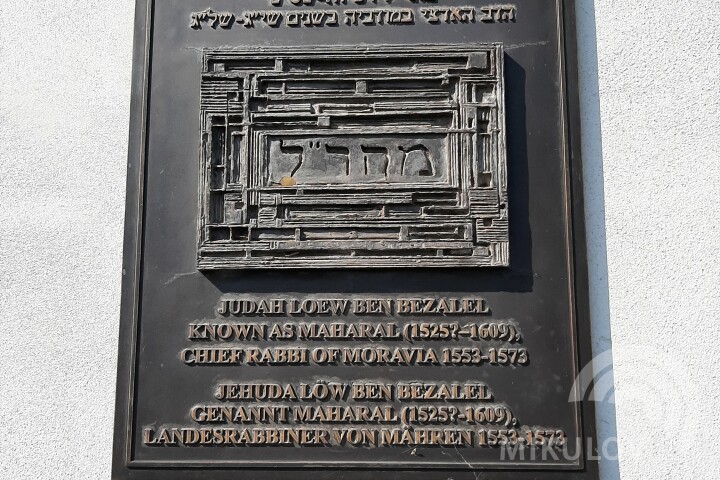 הרב הארצי במורביה בשנים שי״ג-של״ג
מהר״ל
JUDAH LOEW BEN BEZALEL
KNOWN AS MAHARAL (1525?–1609),
CHIEF RABBI OF MORAVIA 1553-1573
JEHUDA LÖW BEN BEZALEL
GENANNT MAHARAL (1525?–1609),
LANDESRABBINER VON MÄHREN 1553-1573
MIKULOV